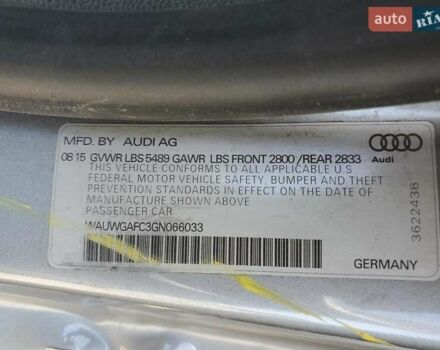 auto RIA
MFD. BY AUDI AG
08 15 GVWR LBS 5489 GAWR LBS FRONT 2800 /REAR 2833
THIS VEHICLE CONFORMS TO ALL APPLICABLE U.S
FEDERAL MOTOR VEHICLE SAFETY, BUMPER AND THEFT
PREVENTION STANDARDS IN EFFECT ON THE DATE OF
MANUFACTURE SHOWN ABOVE.
PASSENGER CAR
WAUWGAFC3GN066033
GERMANY
Audi
3622438